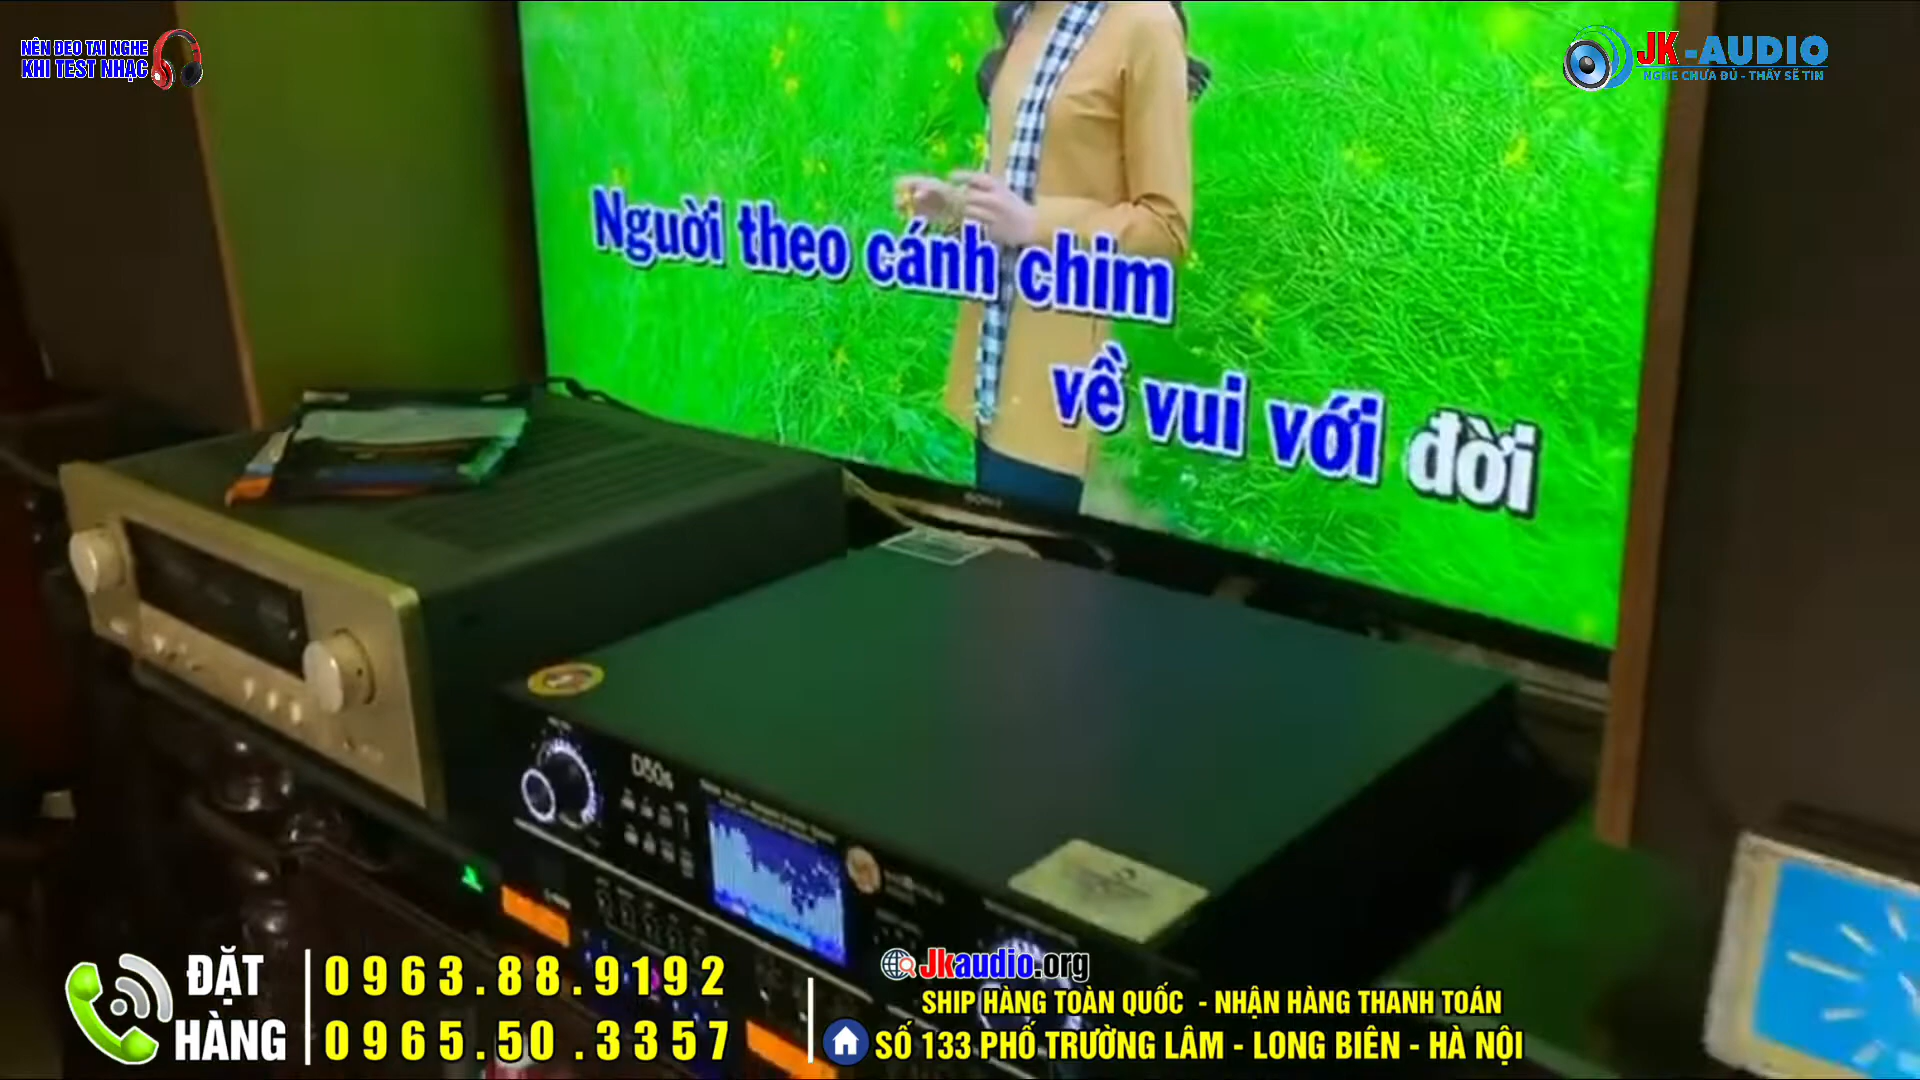 NÊN ĐEO TAI NGHE
KHI TEST NHẠC
JK-AUDIO
NGHE CHƯA ĐỦ - THẤY SẼ TIN
Người theo cánh chim
về vui với đời
SONY
D50s
ĐẶT HÀNG
0963.88.9192
0965.50.3357
Jkaudio.org
SHIP HÀNG TOÀN QUỐC - NHẬN HÀNG THANH TOÁN
SỐ 133 PHỐ TRƯỜNG LÂM - LONG BIÊN - HÀ NỘI